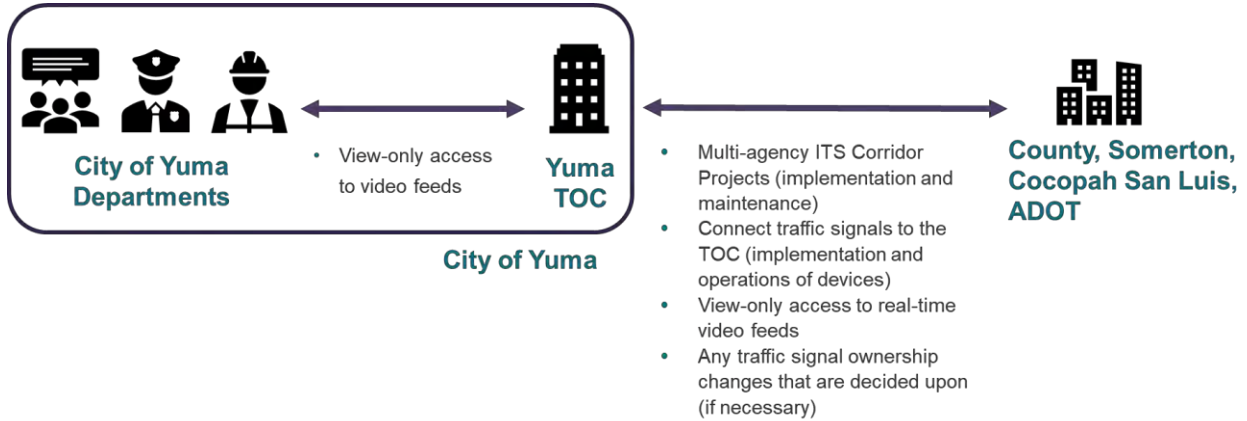 City of Yuma
Departments
• View-only access
to video feeds
Yuma
TOC
City of Yuma
• Multi-agency ITS Corridor
Projects (implementation and
maintenance)
• Connect traffic signals to the
TOC (implementation and
operations of devices)
• View-only access to real-time
video feeds
• Any traffic signal ownership
changes that are decided upon
(if necessary)
County, Somerton,
Cocopah San Luis,
ADOT